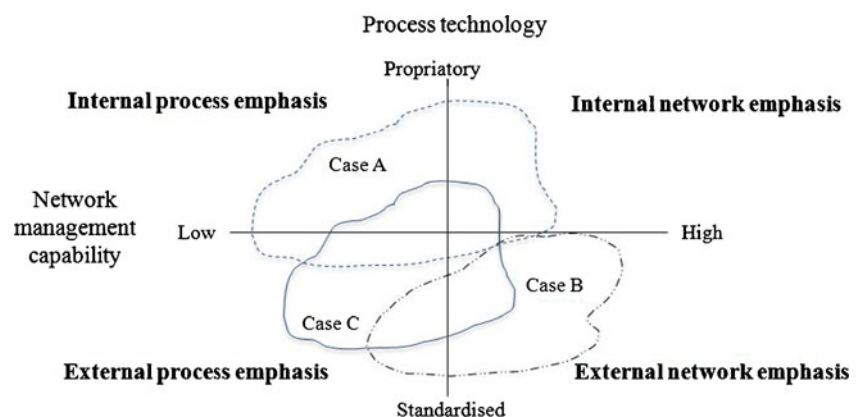 Process technology
Propriatory
Internal process emphasis
Internal network emphasis
Case A
Network
management
capability
Low
High
Case B
Case C
External process emphasis
External network emphasis
Standardised